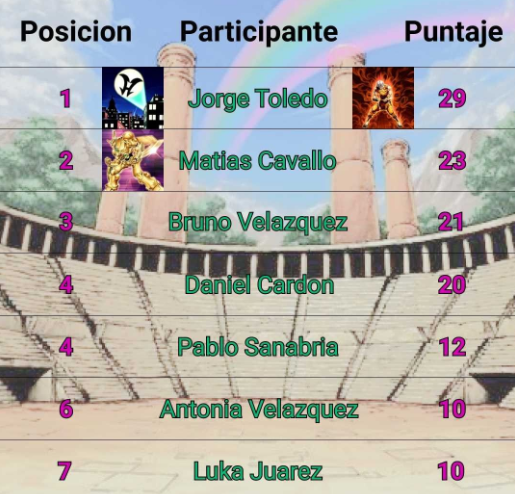 Posicion Participante Puntaje
1 Jorge Toledo 29
2 Matias Cavallo 23
3 Bruno Velazquez 21
4 Daniel Cardon 20
4 Pablo Sanabria 12
6 Antonia Velazquez 10
7 Luka Juarez 10